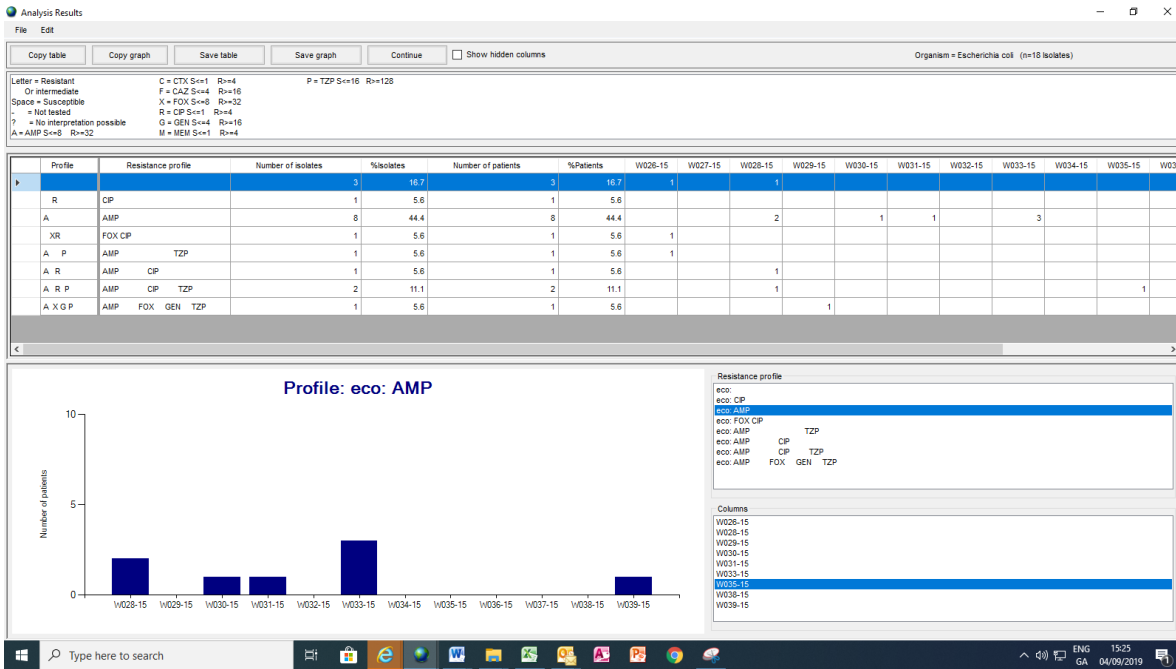 Analysis Results
File Edit
Copy table Copy graph Save table Save graph Continue Show hidden columns Organism = Escherichia coli (n=18 Isolates)
Letter = Resistant C = CTX S<=1 R>=4 P = TZP S<=16 R>=128
Or intermediate F = CAZ S<=4 R>=16
Space = Susceptible X = FOX S<=8 R>=32
- = Not tested R = CIP S<=1 R>=4
? = No interpretation possible G = GEN S<=4 R>=16
A = AMP S<=8 R>=32 M = MEM S<=1 R>=4
Profile Resistance profile Number of isolates %Isolates Number of patients %Patients W026-15 W027-15 W028-15 W029-15 W030-15 W031-15 W032-15 W033-15 W034-15 W035-15 W03
3 16.7 3 16.7 1 1
R CIP 1 5.6 1 5.6
A AMP 8 44.4 8 44.4 2 1 1 3
XR FOX CIP 1 5.6 1 5.6 1
A P AMP TZP 1 5.6 1 5.6 1
A R AMP CIP 1 5.6 1 5.6 1
A R P AMP CIP TZP 2 11.1 2 11.1 1 1
A X G P AMP FOX GEN TZP 1 5.6 1 5.6 1
Profile: eco: AMP
Number of patients
10
5
0
W028-15 W029-15 W030-15 W031-15 W032-15 W033-15 W034-15 W035-15 W036-15 W037-15 W038-15 W039-15
Resistance profile
eco:
eco: CIP
eco: AMP
eco: FOX CIP
eco: AMP TZP
eco: AMP CIP
eco: AMP CIP TZP
eco: AMP FOX GEN TZP
Columns
W026-15
W028-15
W029-15
W030-15
W031-15
W033-15
W035-15
W038-15
W039-15
Type here to search
ENG 15:25
GA 04/09/2019